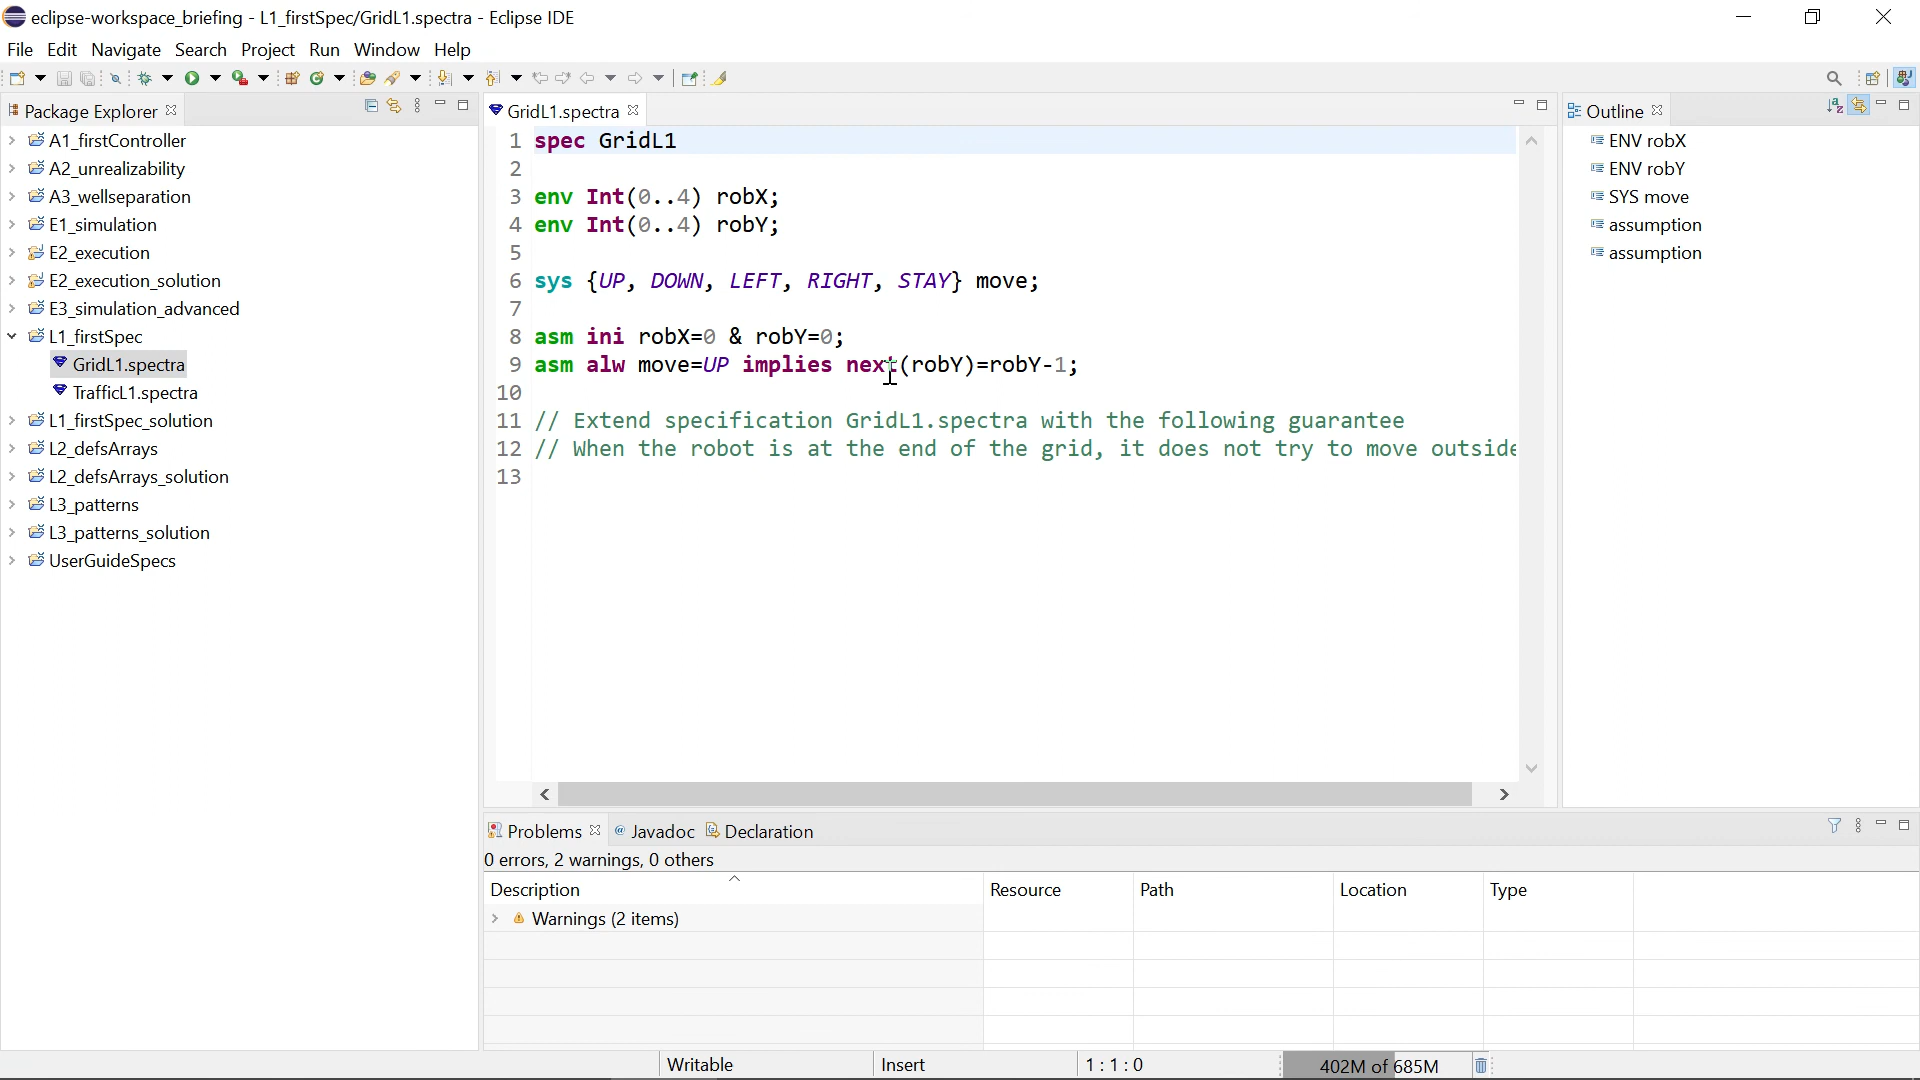 eclipse-workspace_briefing - L1_firstSpec/GridL1.spectra - Eclipse IDE
File Edit Navigate Search Project Run Window Help
Package Explorer
A1_firstController
A2_unrealizability
A3_wellseparation
E1_simulation
E2_execution
E2_execution_solution
E3_simulation_advanced
L1_firstSpec
GridL1.spectra
TrafficL1.spectra
L1_firstSpec_solution
L2_defsArrays
L2_defsArrays_solution
L3_patterns
L3_patterns_solution
UserGuideSpecs
GridL1.spectra
1 spec GridL1
2
3 env Int(0..4) robX;
4 env Int(0..4) robY;
5
6 sys {UP, DOWN, LEFT, RIGHT, STAY} move;
7
8 asm ini robX=0 & robY=0;
9 asm alw move=UP implies next(robY)=robY-1;
10
11 // Extend specification GridL1.spectra with the following guarantee
12 // When the robot is at the end of the grid, it does not try to move outside
13
Outline
ENV robX
ENV robY
SYS move
assumption
assumption
Problems @ Javadoc Declaration
0 errors, 2 warnings, 0 others
Description Resource Path Location Type
Warnings (2 items)
Writable Insert 1 : 1 : 0 402M of 685M